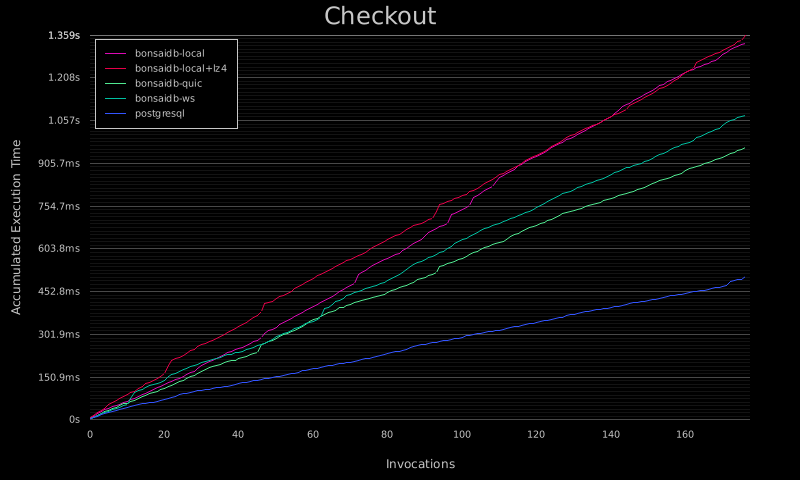 Checkout
1.359s
1.208s
1.057s
905.7ms
754.7ms
603.8ms
452.8ms
301.9ms
150.9ms
0s
Accumulated Execution Time
bonsaidb-local
bonsaidb-local+lz4
bonsaidb-quic
bonsaidb-ws
postgresql
0 20 40 60 80 100 120 140 160
Invocations